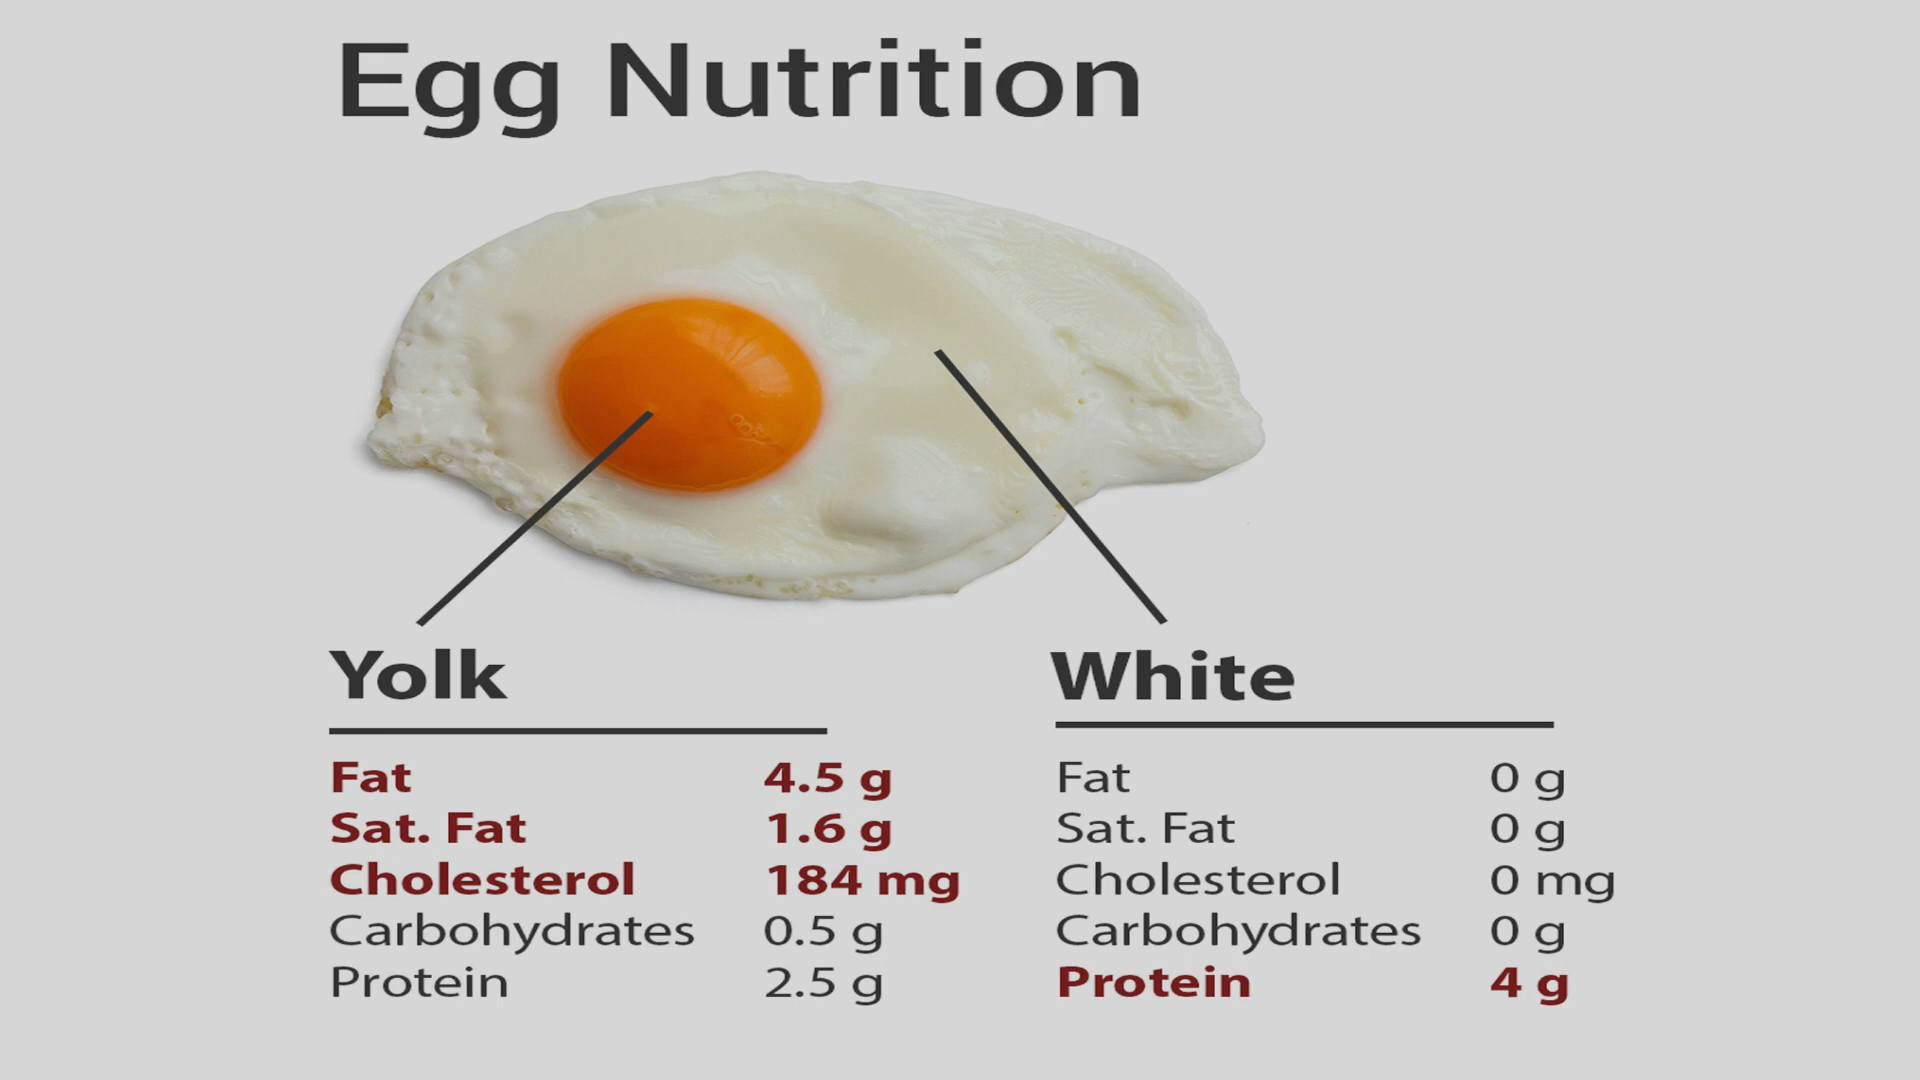 Egg Nutrition
Yolk
Fat 4.5 g
Sat. Fat 1.6 g
Cholesterol 184 mg
Carbohydrates 0.5 g
Protein 2.5 g
White
Fat 0 g
Sat. Fat 0 g
Cholesterol 0 mg
Carbohydrates 0 g
Protein 4 g